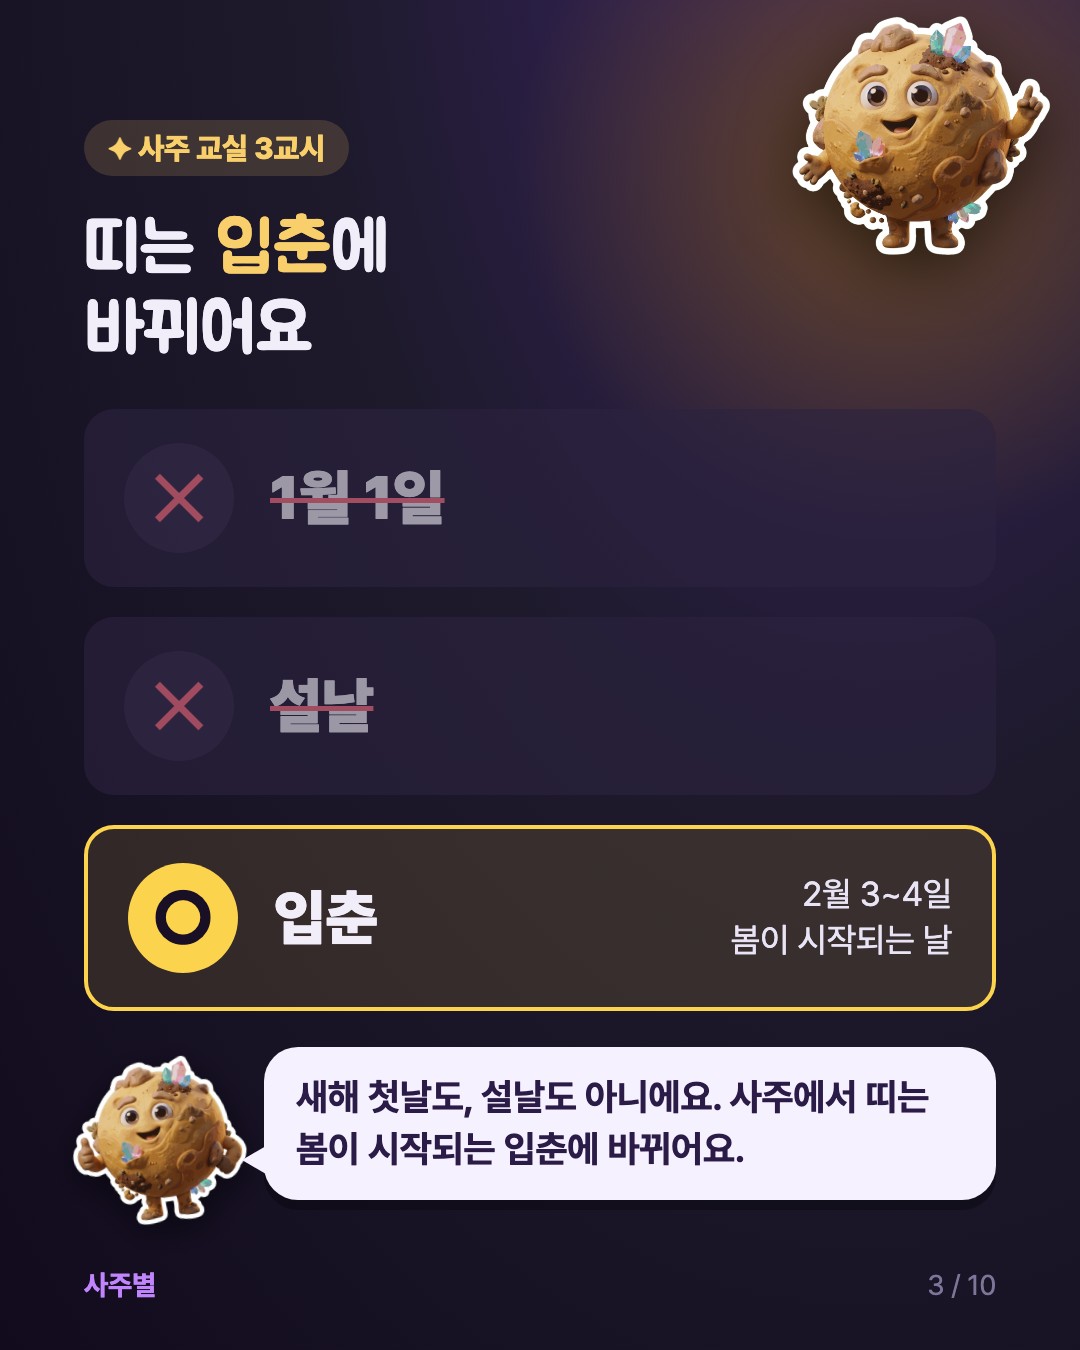 ✦ 사주 교실 3교시
띠는 입춘에
바뀌어요
1월 1일
설날
입춘
2월 3~4일
봄이 시작되는 날
새해 첫날도, 설날도 아니에요. 사주에서 띠는
봄이 시작되는 입춘에 바뀌어요.
사주별
3 / 10